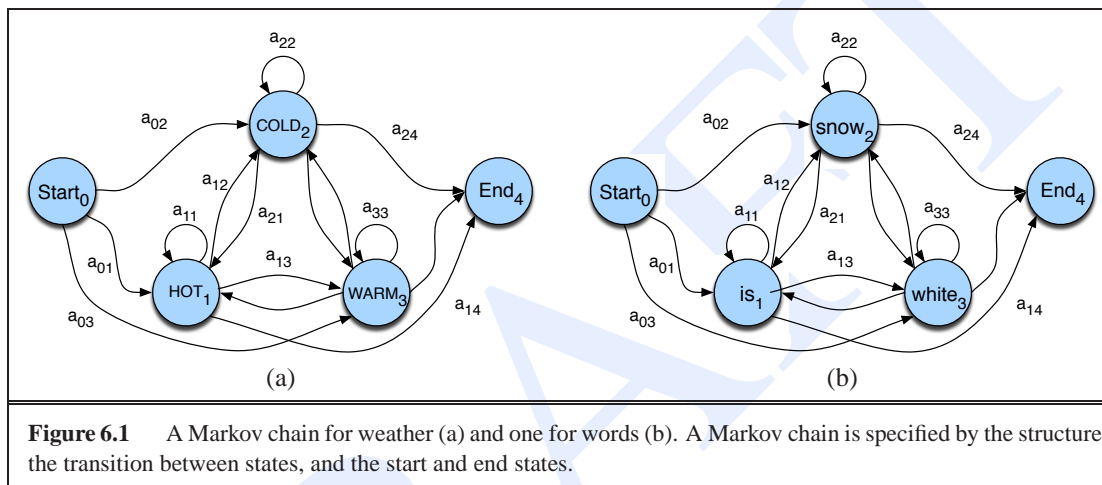 a22
COLD2
a02
a24
Start0
End4
a12
a11
a21
a33
a13
a01
HOT1
WARM3
a03
a14
(a)
a22
snow2
a02
a24
Start0
End4
a12
a11
a21
a33
a13
a01
is1
white3
a03
a14
(b)
Figure 6.1 A Markov chain for weather (a) and one for words (b). A Markov chain is specified by the structure
the transition between states, and the start and end states.